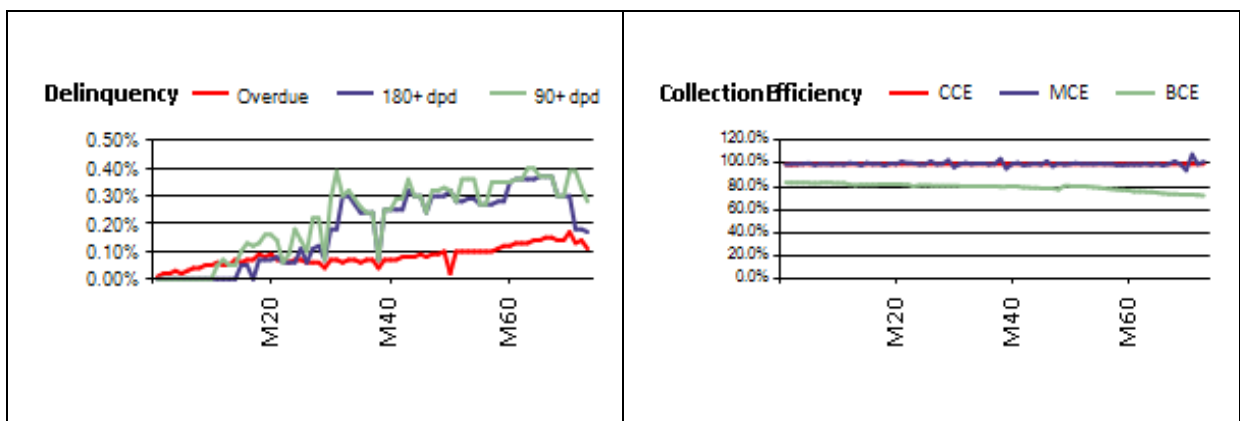 Delinquency Overdue 180+ dpd 90+ dpd
0.50%
0.40%
0.30%
0.20%
0.10%
0.00%
M20
M40
M60
Collection Efficiency CCE MCE BCE
120.0%
100.0%
80.0%
60.0%
40.0%
20.0%
0.0%
M20
M40
M60